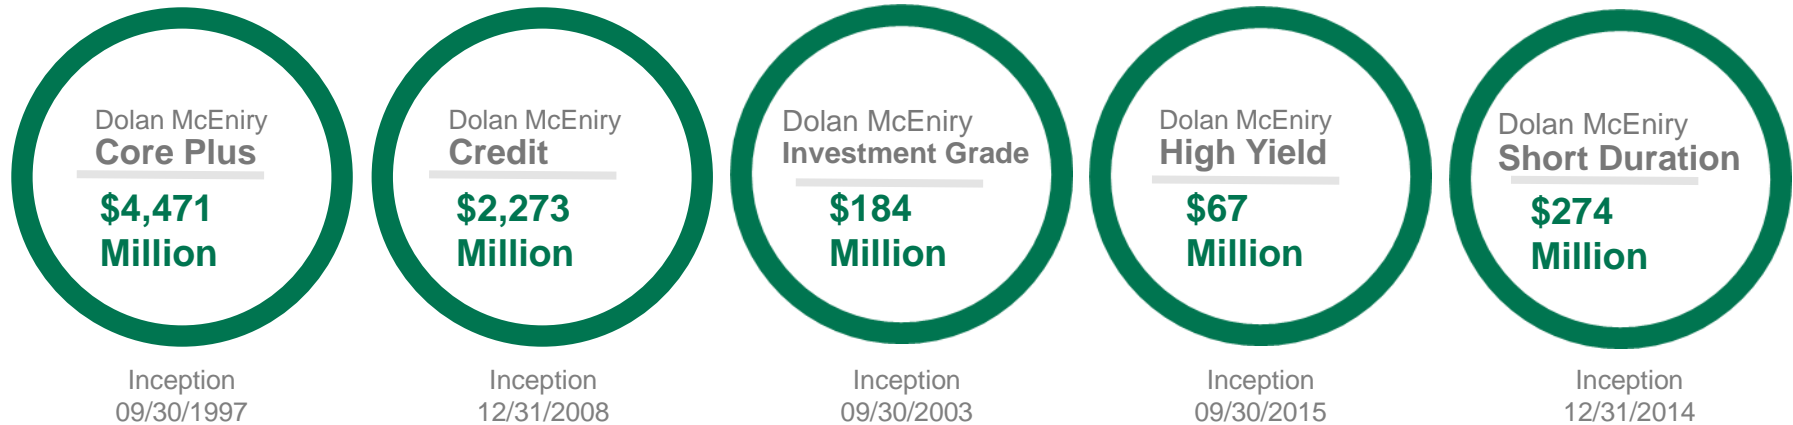 Dolan McEniry
Core Plus
$4,471
Million
Inception
09/30/1997
Dolan McEniry
Credit
$2,273
Million
Inception
12/31/2008
Dolan McEniry
Investment Grade
$184
Million
Inception
09/30/2003
Dolan McEniry
High Yield
$67
Million
Inception
09/30/2015
Dolan McEniry
Short Duration
$274
Million
Inception
12/31/2014